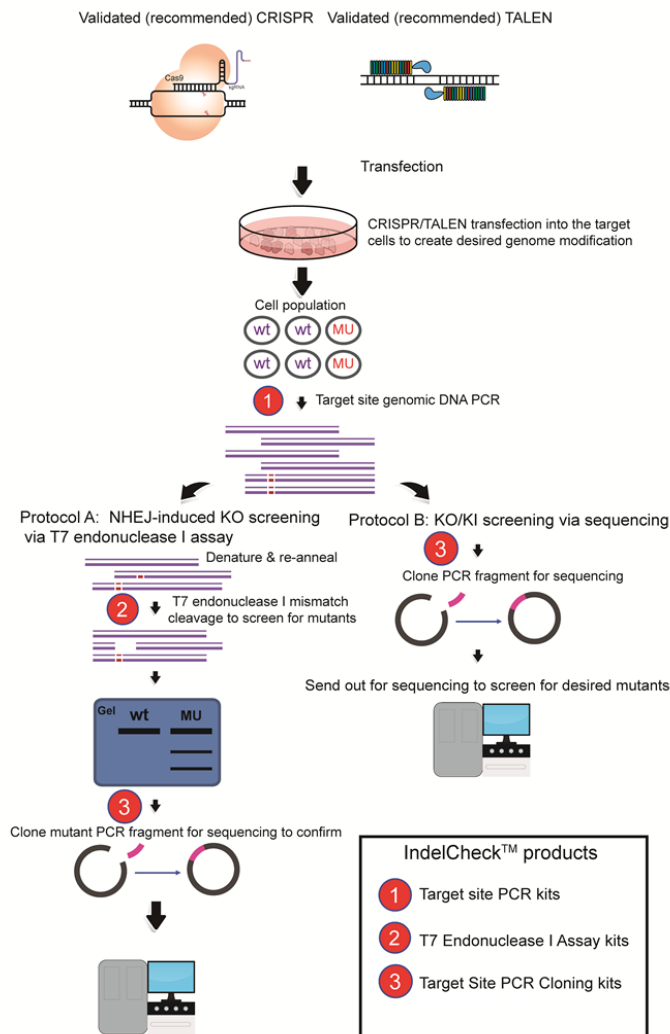 Validated (recommended) CRISPR
Validated (recommended) TALEN
Cas9
sgRNA
Transfection
CRISPR/TALEN transfection into the target
cells to create desired genome modification
Cell population
wt wt MU
wt wt MU
1 Target site genomic DNA PCR
Protocol A: NHEJ-induced KO screening
via T7 endonuclease I assay
Denature & re-anneal
2 T7 endonuclease I mismatch
cleavage to screen for mutants
Gel wt MU
3
Clone mutant PCR fragment for sequencing to confirm
Protocol B: KO/KI screening via sequencing
3
Clone PCR fragment for sequencing
Send out for sequencing to screen for desired mutants
IndelCheck™ products
1 Target site PCR kits
2 T7 Endonuclease I Assay kits
3 Target Site PCR Cloning kits